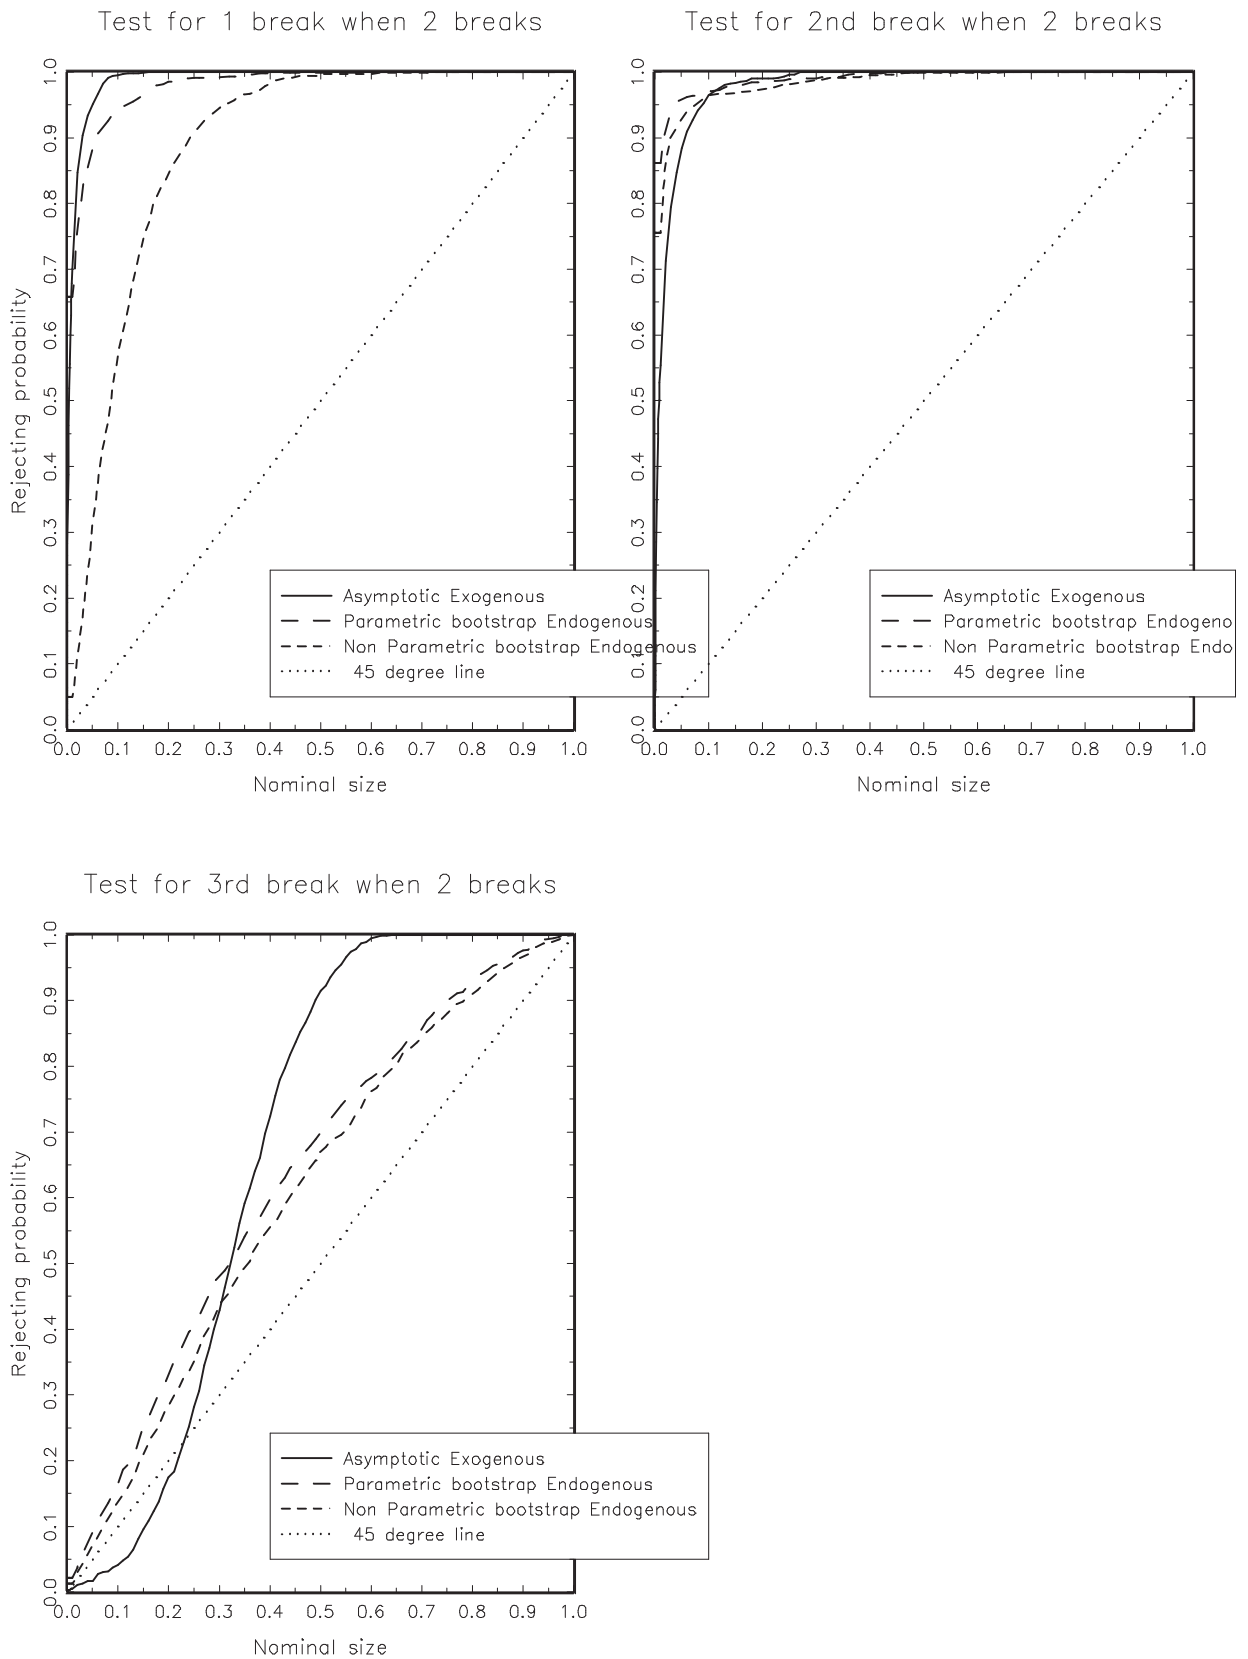 Test for 1 break when 2 breaks
Rejecting probability
1.0
0.9
0.8
0.7
0.6
0.5
0.4
0.3
0.2
0.1
0.0
Asymptotic Exogenous
Parametric bootstrap Endogenous
Non Parametric bootstrap Endogenous
45 degree line
0.0 0.1 0.2 0.3 0.4 0.5 0.6 0.7 0.8 0.9 1.0
Nominal size
Test for 2nd break when 2 breaks
1.0
0.9
0.8
0.7
0.6
0.5
0.4
0.3
0.2
0.1
0.0
Asymptotic Exogenous
Parametric bootstrap Endogeno
Non Parametric bootstrap Endo
45 degree line
0.0 0.1 0.2 0.3 0.4 0.5 0.6 0.7 0.8 0.9 1.0
Nominal size
Test for 3rd break when 2 breaks
Rejecting probability
1.0
0.9
0.8
0.7
0.6
0.5
0.4
0.3
0.2
0.1
0.0
Asymptotic Exogenous
Parametric bootstrap Endogenous
Non Parametric bootstrap Endogenous
45 degree line
0.0 0.1 0.2 0.3 0.4 0.5 0.6 0.7 0.8 0.9 1.0
Nominal size